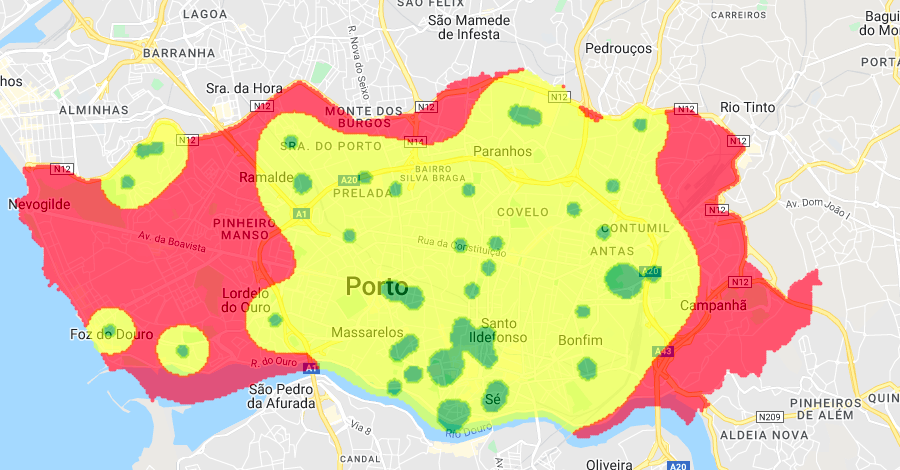 SÃO FÉLIX
LAGOA
São Mamede
de Infesta
CARREIROS
Bagui
do Mo
Pedrouços
BARRANHA
R. Nova do Seixo
PORTA
hos
Sra. da Hora
ALMINHAS
N12
N12
N12
N12
Rio Tinto
MONTE DOS
BURGOS
N12
N14
N12
SRA. DO PORTO
Paranhos
N12
BAIRRO
SILVA BRAGA
Ramalde
A20
PRELADA
Nevogilde
A1
COVELO
N12
Av. Dom João I
PINHEIRO
MANSO
CONTUMIL
Av. da Boavista
Rua da Constituição
ANTAS
A20
N12
Porto
Lordelo
do Ouro
Campanhã
Foz do Douro
Massarelos
Santo
Ildefonso
Bonfim
A43
R. do Ouro
A1
São Pedro
da Afurada
Sé
PINHEIROS
DE ALÉM
QUIN
N209
Via 8
Rio Douro
ALDEIA NOVA
CANDAL
Av
Oliveira
A20